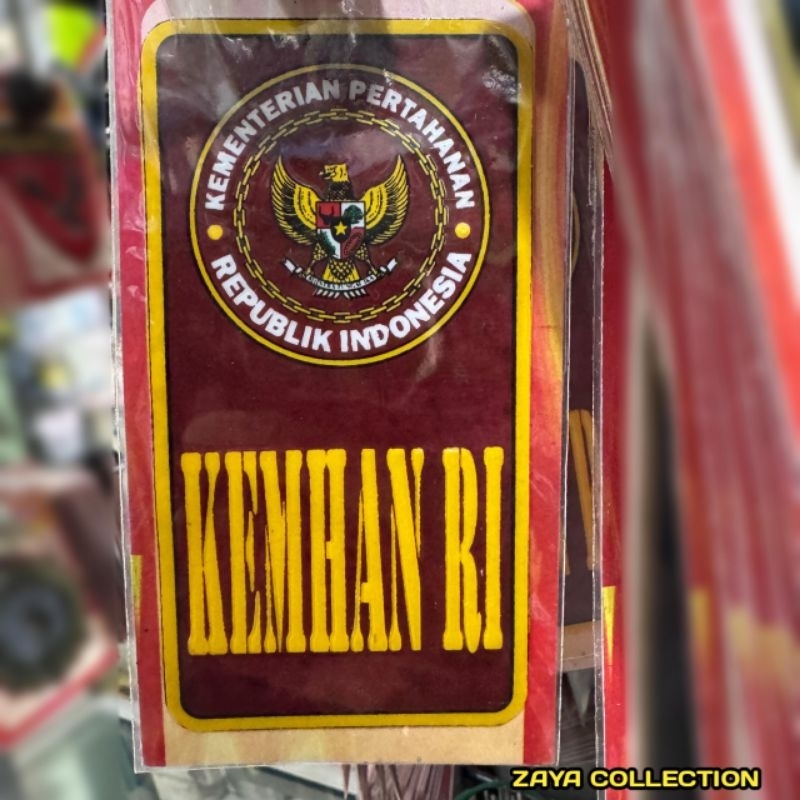 KEMENTERIAN PERTAHANAN
REPUBLIK INDONESIA
KEMHAN RI
ZAYA COLLECTION